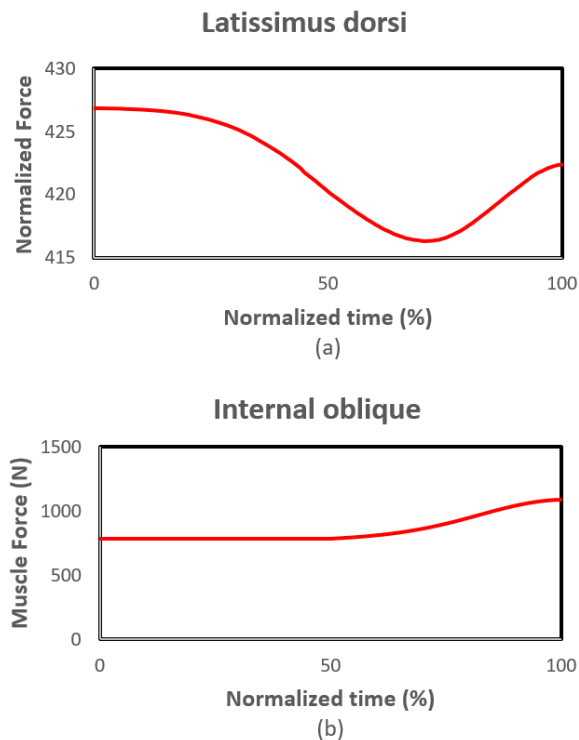 Latissimus dorsi
430
425
420
415
Normalized Force
0 50 100
Normalized time (%)
(a)
Internal oblique
1500
1000
500
0
Muscle Force (N)
0 50 100
Normalized time (%)
(b)